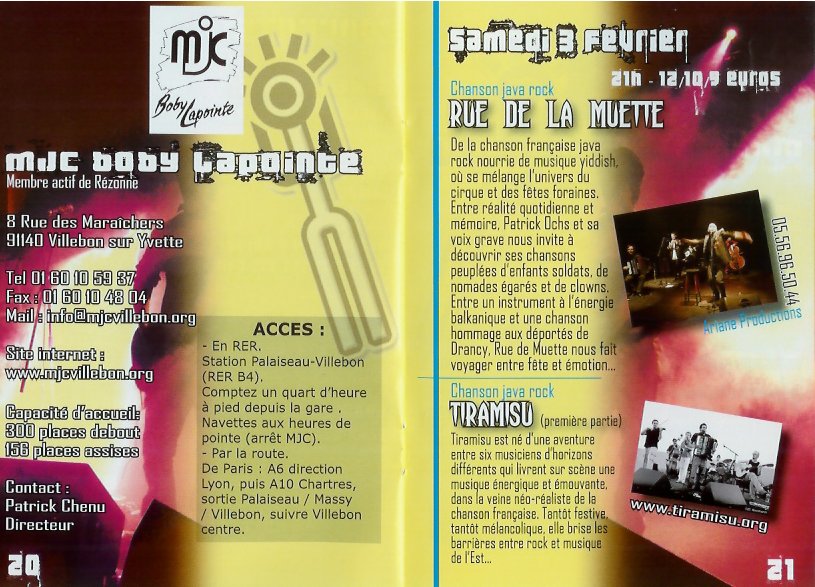 mjc
Boby Lapointe
MJC Boby Lapointe
Membre actif de Rézonne
8 Rue des Maraîchers
91140 Villebon sur Yvette
Tel 01 60 10 59 37
Fax : 01 60 10 48 04
Mail : info@mjcvillebon.org
Site internet :
www.mjcvillebon.org
Capacité d'accueil:
300 places debout
156 places assises
Contact :
Patrick Chenu
Directeur
ACCES :
- En RER.
Station Palaiseau-Villebon
(RER B4).
Comptez un quart d'heure
à pied depuis la gare .
Navettes aux heures de
pointe (arrêt MJC).
- Par la route.
De Paris : A6 direction
Lyon, puis A10 Chartres,
sortie Palaiseau / Massy
/ Villebon, suivre Villebon
centre.
20
Samedi 3 Février
21h - 12/10/9 euros
Chanson java rock
RUE DE LA MUETTE
De la chanson française java
rock nourrie de musique yiddish,
où se mélange l'univers du
cirque et des fêtes foraines.
Entre réalité quotidienne et
mémoire, Patrick Ochs et sa
voix grave nous invite à
découvrir ses chansons
peuplées d'enfants soldats, de
nomades égarés et de clowns.
Entre un instrument à l'énergie
balkanique et une chanson
hommage aux déportés de
Drancy, Rue de Muette nous fait
voyager entre fête et émotion...
05.56.96.50.44
Ariane Productions
Chanson java rock
TIRAMISU (première partie)
Tiramisu est né d'une aventure
entre six musiciens d'horizons
différents qui livrent sur scène une
musique énergique et émouvante,
dans la veine néo-réaliste de la
chanson française. Tantôt festive,
tantôt mélancolique, elle brise les
barrières entre rock et musique
de l'Est...
www.tiramisu.org
21